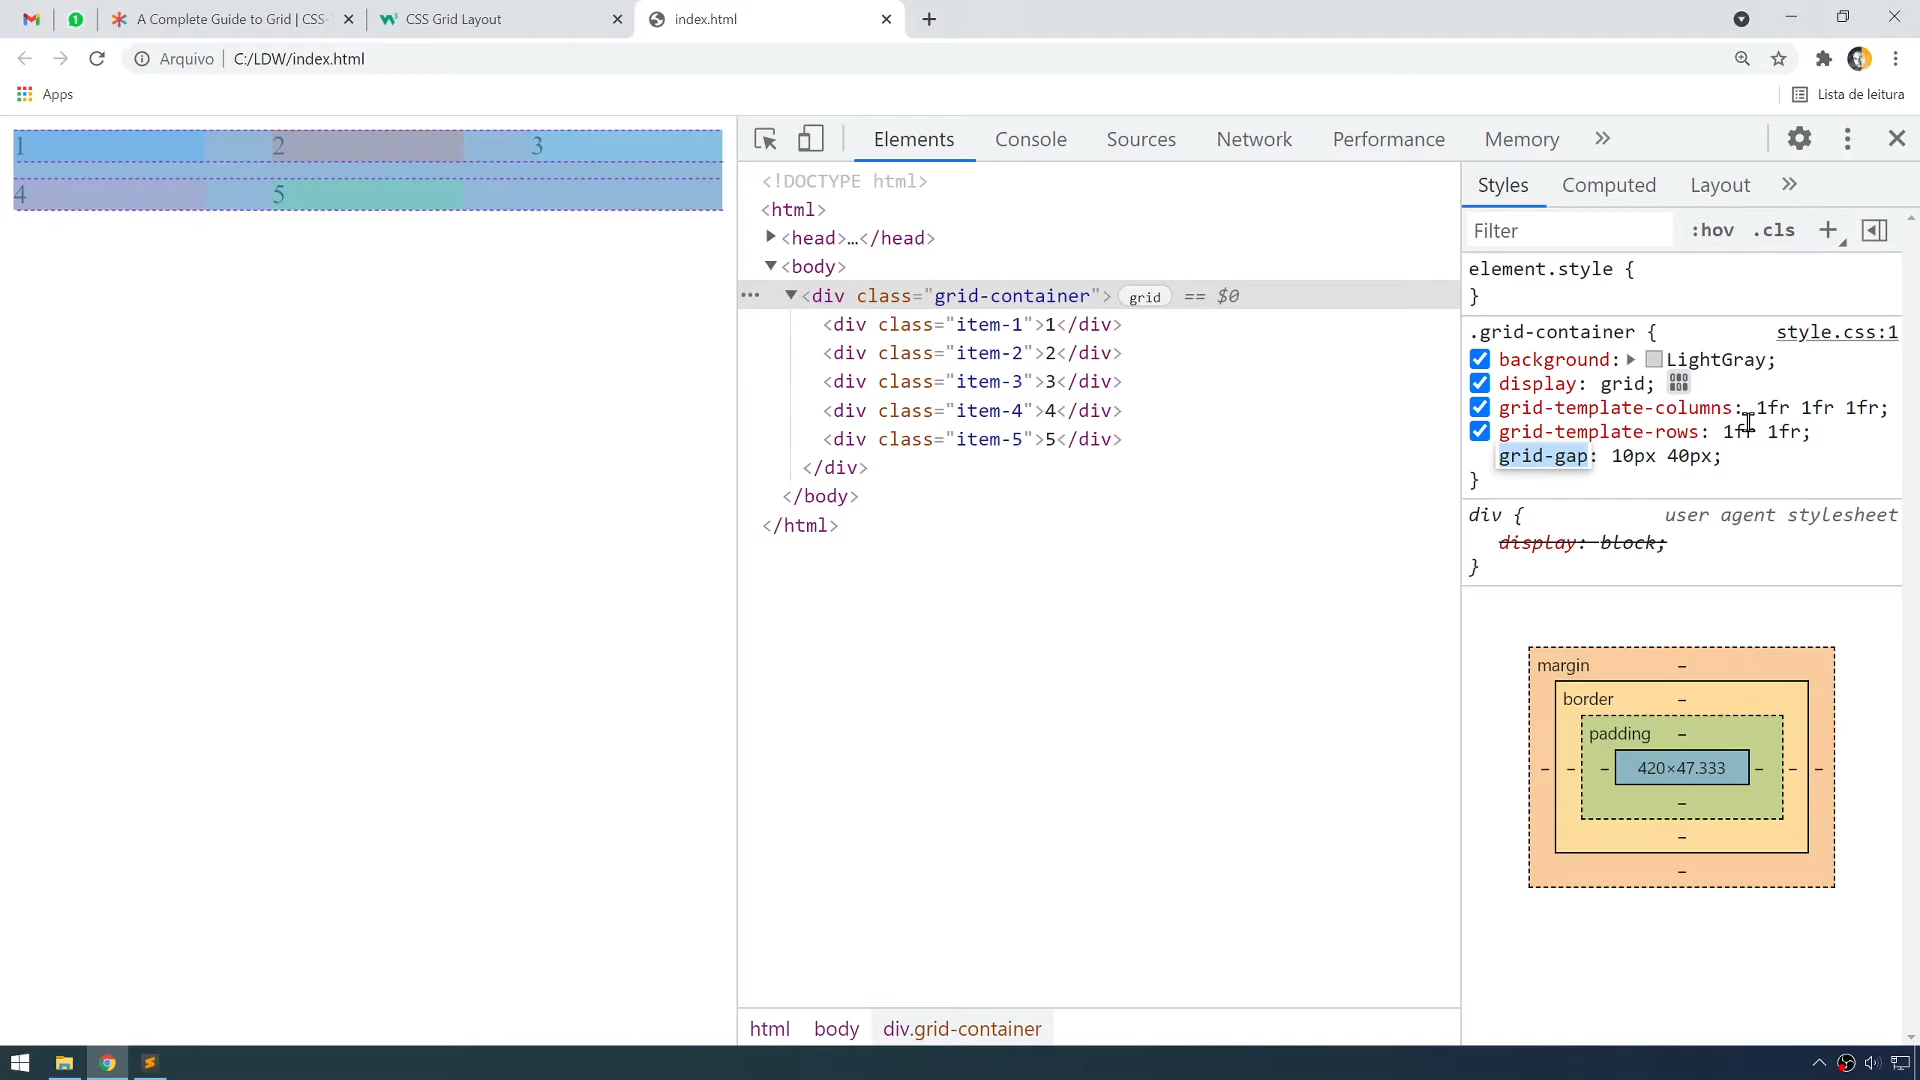 A Complete Guide to Grid | CSS-
CSS Grid Layout
index.html
Arquivo
C:/LDW/index.html
Apps
Lista de leitura
1
2
3
4
5
Elements
Console
Sources
Network
Performance
Memory
<!DOCTYPE html>
<html>
<head>…</head>
<body>
<div class="grid-container"> grid == $0
<div class="item-1">1</div>
<div class="item-2">2</div>
<div class="item-3">3</div>
<div class="item-4">4</div>
<div class="item-5">5</div>
</div>
</body>
</html>
html
body
div.grid-container
Styles
Computed
Layout
Filter
:hov
.cls
element.style {
}
.grid-container {
style.css:1
background: LightGray;
display: grid;
grid-template-columns: 1fr 1fr 1fr;
grid-template-rows: 1fr 1fr;
grid-gap: 10px 40px;
}
div {
user agent stylesheet
display: block;
}
margin
-
border
-
padding
-
- - - 420×47.333 - - -
-
-
-